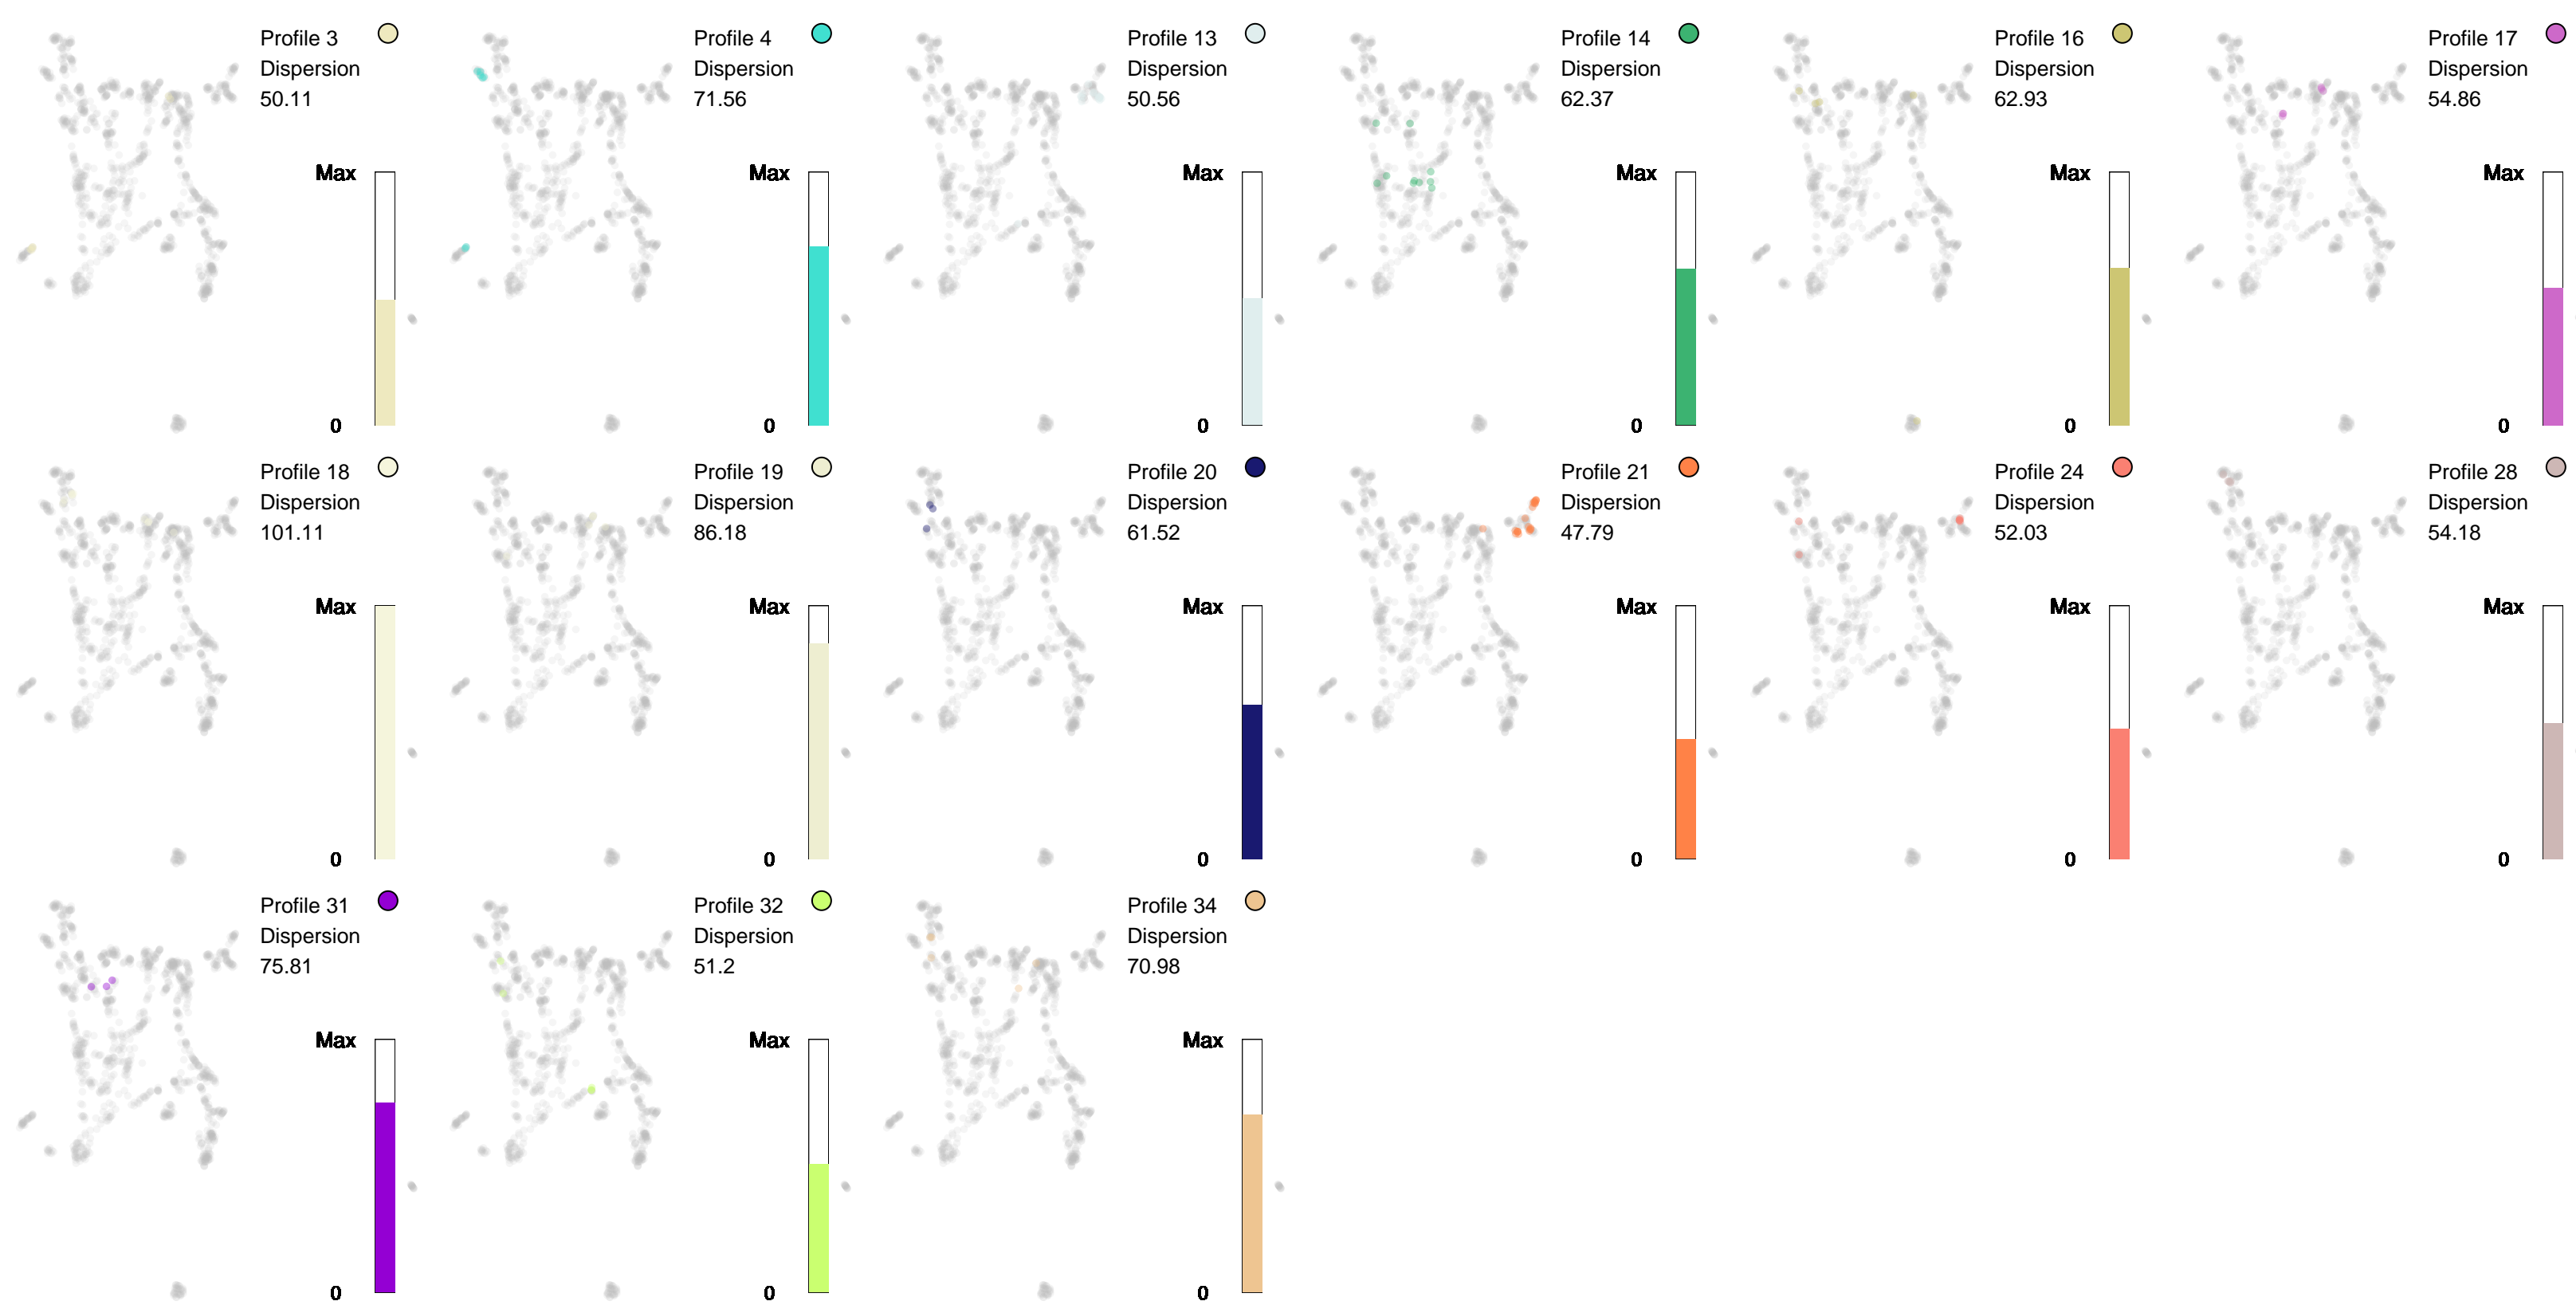 Profile 3
Dispersion
50.11
Max
0
Profile 4
Dispersion
71.56
Max
0
Profile 13
Dispersion
50.56
Max
0
Profile 14
Dispersion
62.37
Max
0
Profile 16
Dispersion
62.93
Max
0
Profile 17
Dispersion
54.86
Max
0
Profile 18
Dispersion
101.11
Max
0
Profile 19
Dispersion
86.18
Max
0
Profile 20
Dispersion
61.52
Max
0
Profile 21
Dispersion
47.79
Max
0
Profile 24
Dispersion
52.03
Max
0
Profile 28
Dispersion
54.18
Max
0
Profile 31
Dispersion
75.81
Max
0
Profile 32
Dispersion
51.2
Max
0
Profile 34
Dispersion
70.98
Max
0